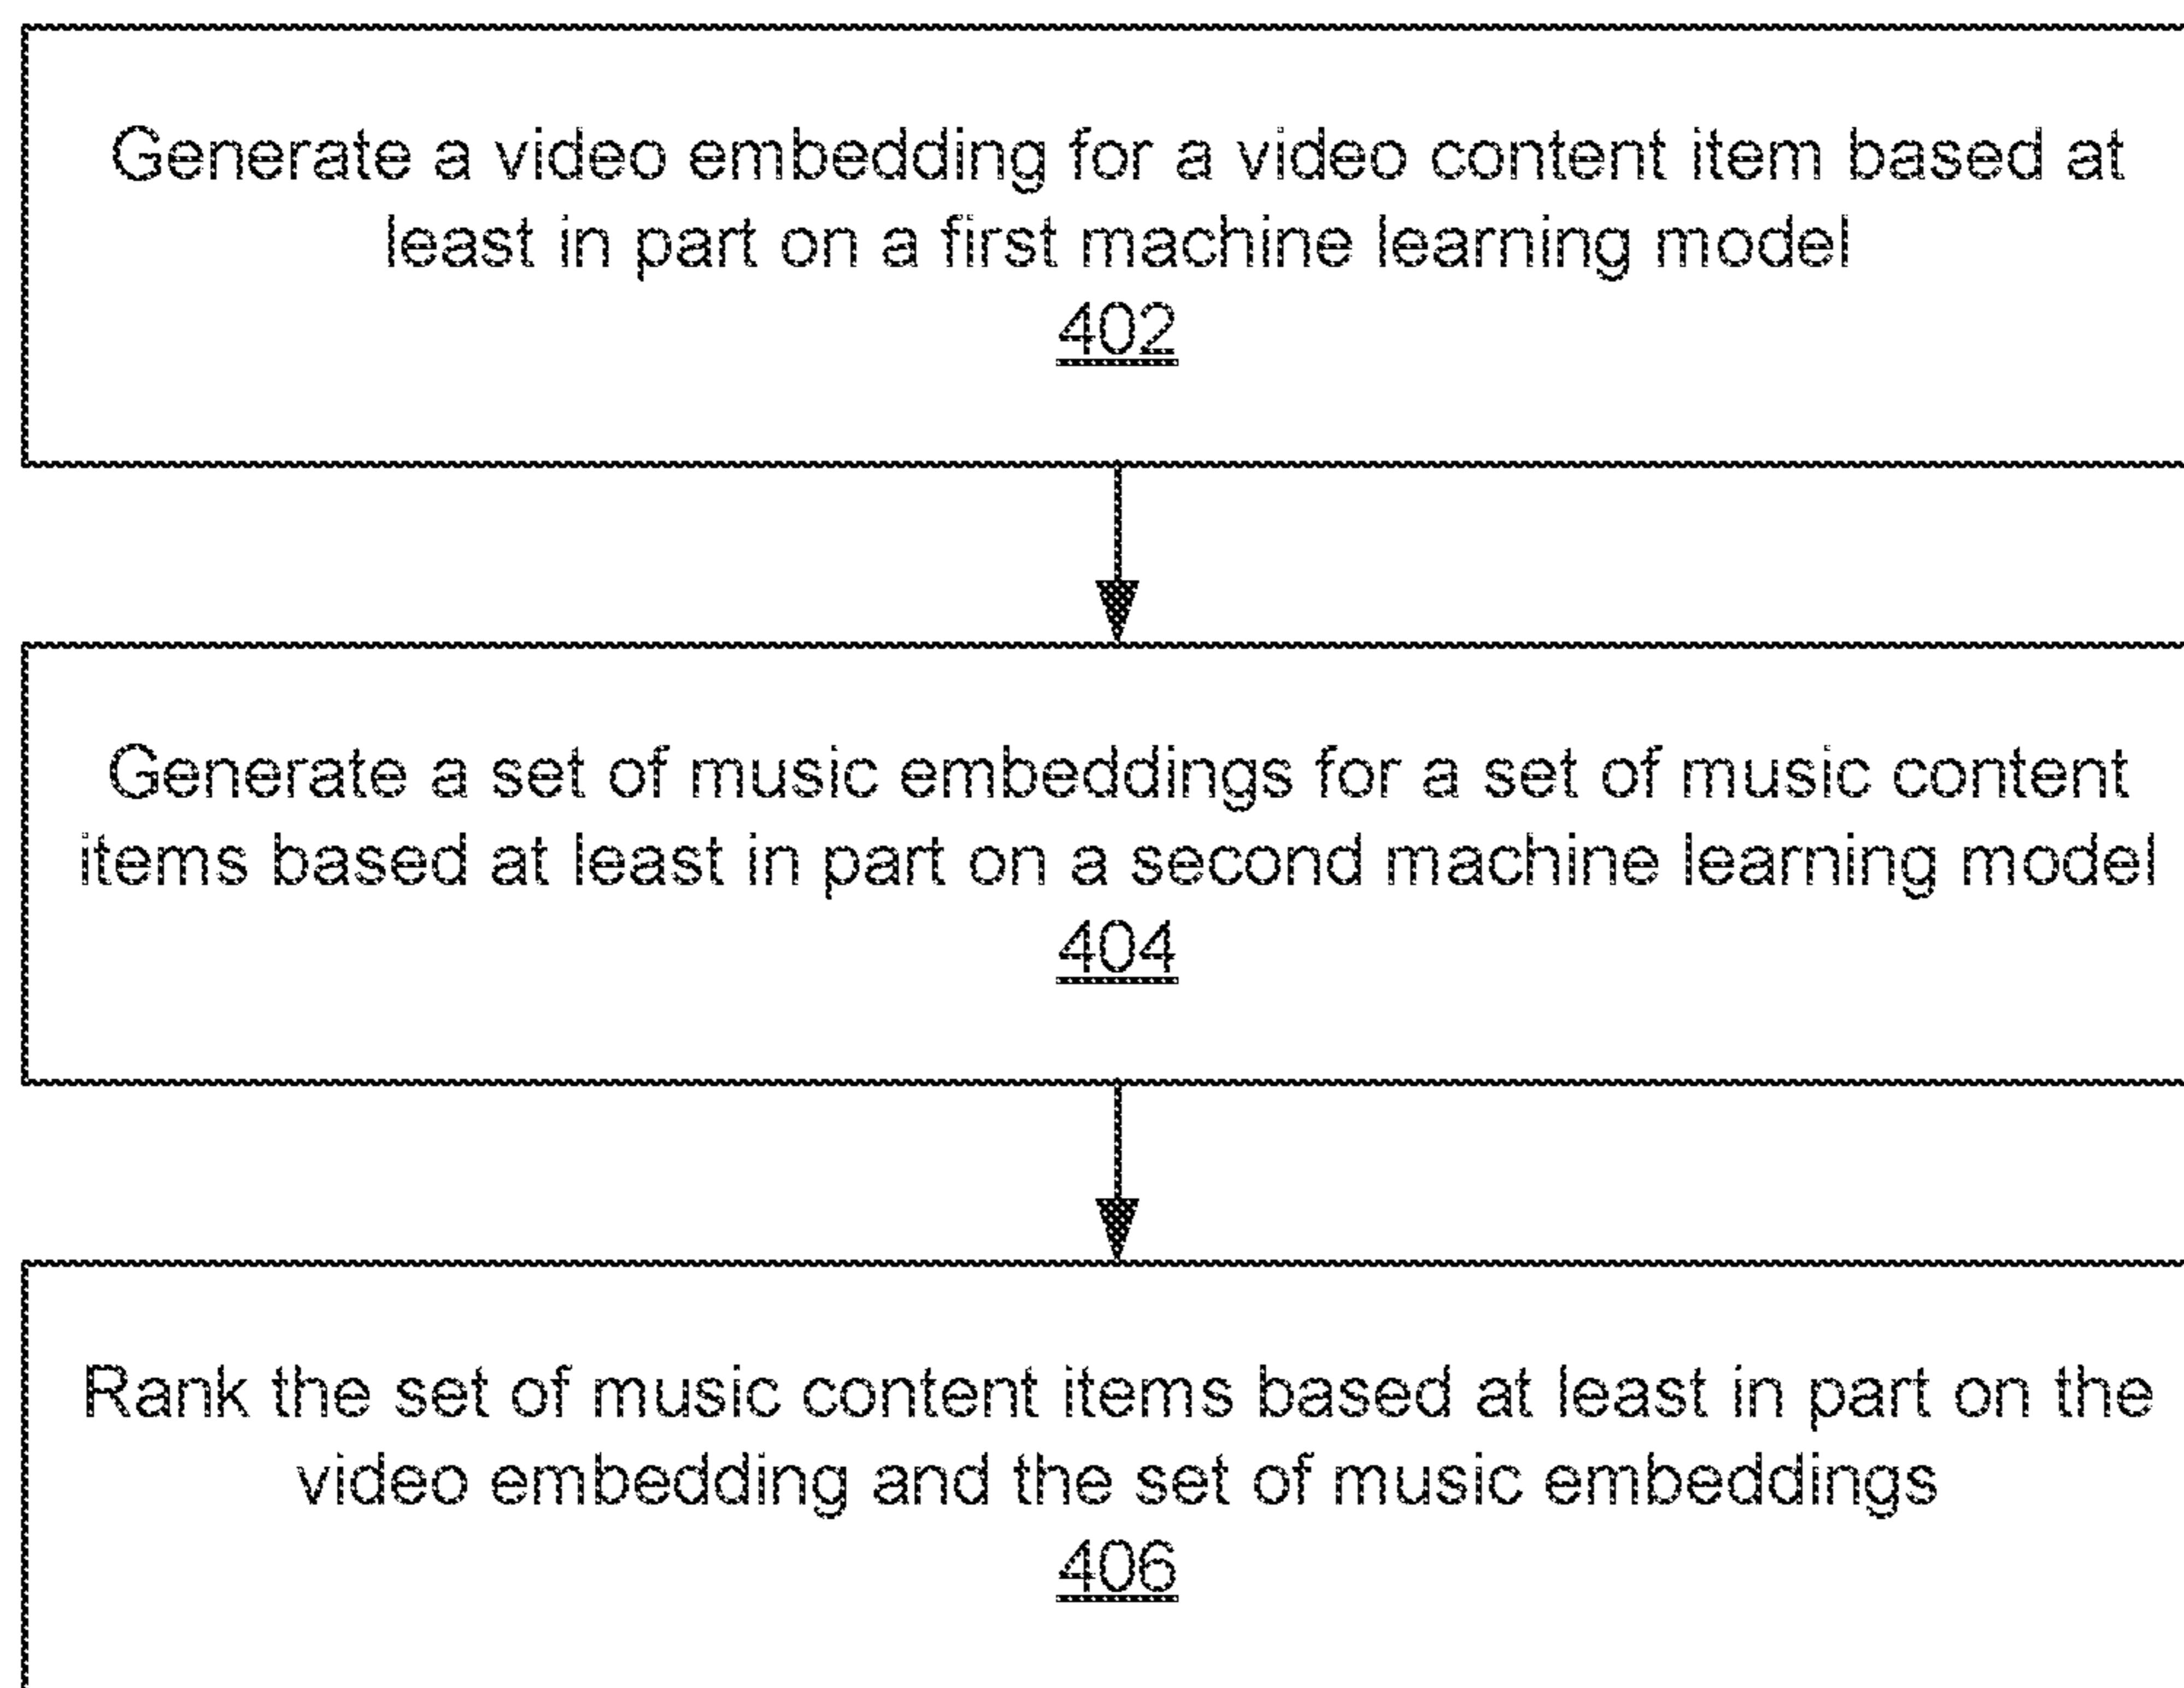 Generate a video embedding for a video content item based at
least in part on a first machine learning model
402
Generate a set of music embeddings for a set of music content
items based at least in part on a second machine learning model
404
Rank the set of music content items based at least in part on the
video embedding and the set of music embeddings
406